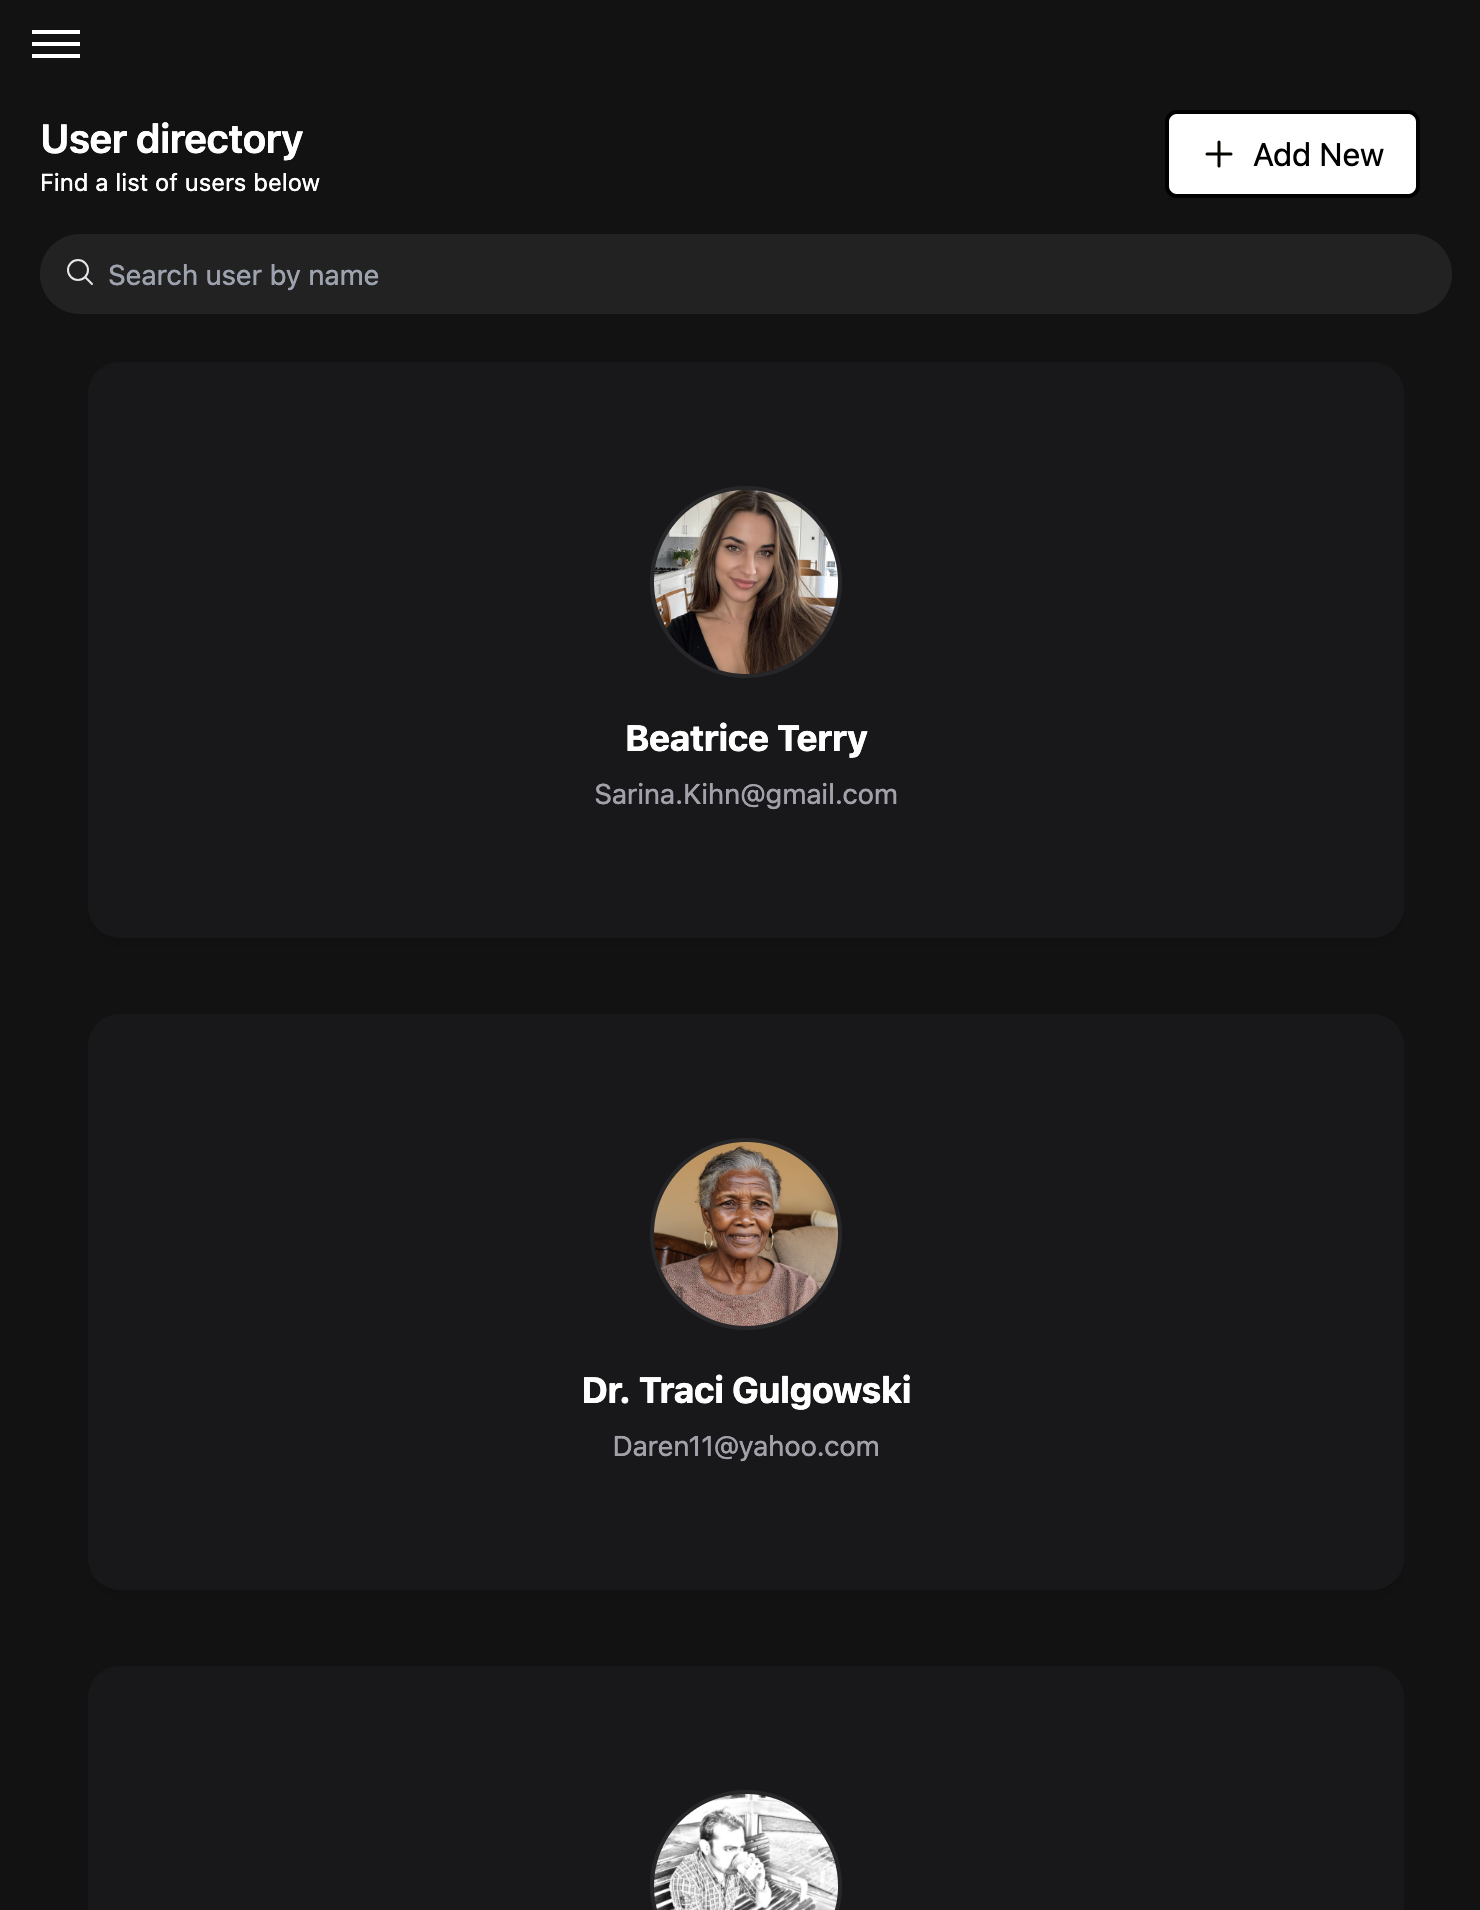 User directory
Find a list of users below
Add New
Search user by name
Beatrice Terry
Sarina.Kihn@gmail.com
Dr. Traci Gulgowski
Daren11@yahoo.com